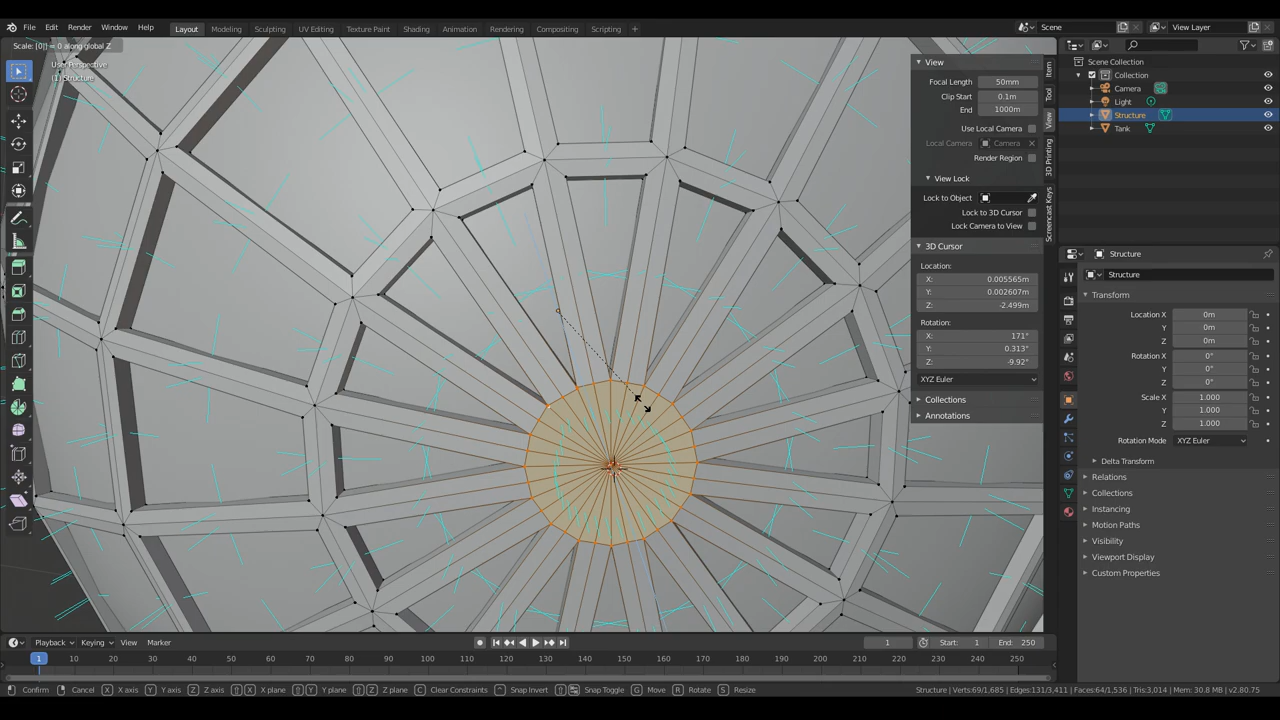 File Edit Render Window Help Layout Modeling Sculpting UV Editing Texture Paint Shading Animation Rendering Compositing Scripting Scene View Layer
Scale: [0|] = 0 along global Z
User Perspective
(1) Structure
View
Focal Length 50mm
Clip Start 0.1m
End 1000m
Use Local Camera
Local Camera Camera
Render Region
View Lock
Lock to Object
Lock to 3D Cursor
Lock Camera to View
3D Cursor
Location:
X: 0.005565m
Y: 0.002607m
Z: -2.499m
Rotation:
X: 171°
Y: 0.313°
Z: -9.92°
XYZ Euler
Collections
Annotations
Item
Tool
View
3D Printing
Screencast Keys
Scene Collection
Collection
Camera
Light
Structure
Tank
Structure
Structure
Transform
Location X 0m
Y 0m
Z 0m
Rotation X 0°
Y 0°
Z 0°
Scale X 1.000
Y 1.000
Z 1.000
Rotation Mode XYZ Euler
Delta Transform
Relations
Collections
Instancing
Motion Paths
Visibility
Viewport Display
Custom Properties
Playback Keying View Marker 1 Start: 1 End: 250
1 10 20 30 40 50 60 70 80 90 100 110 120 130 140 150 160 170 180 190 200 210 220 230 240 250
Confirm Cancel X X axis Y Y axis Z Z axis X X plane Y Y plane Z Z plane C Clear Constraints Snap Invert Snap Toggle G Move R Rotate S Resize Structure | Verts:69/1,685 | Edges:131/3,411 | Faces:64/1,536 | Tris:3,014 | Mem: 30.8 MB | v2.80.75